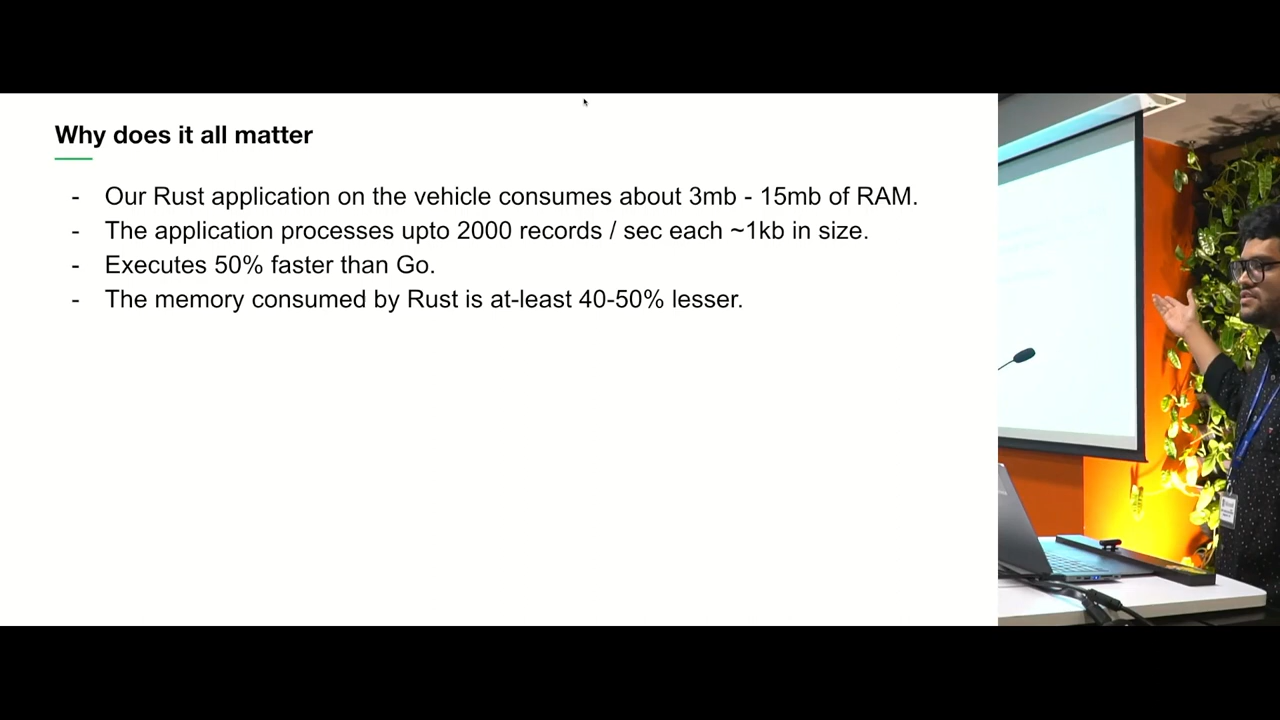 Why does it all matter
- Our Rust application on the vehicle consumes about 3mb - 15mb of RAM.
- The application processes upto 2000 records / sec each ~1kb in size.
- Executes 50% faster than Go.
- The memory consumed by Rust is at-least 40-50% lesser.